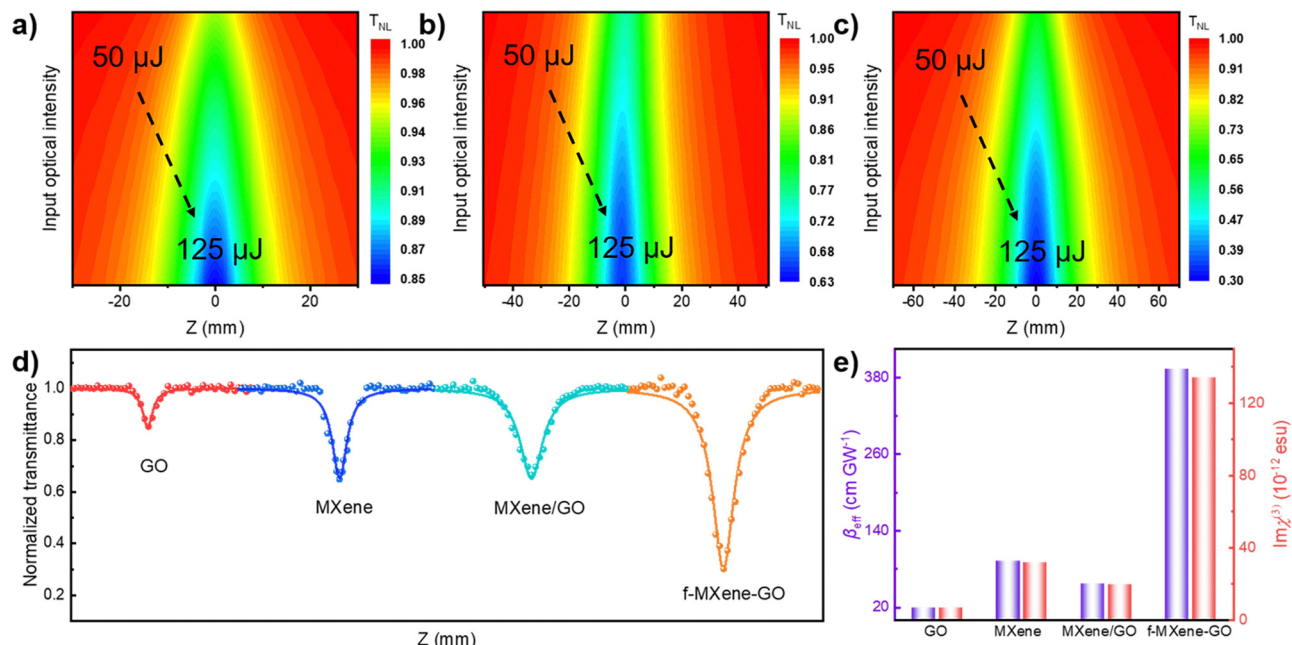 a)
50 µJ
125 µJ
Input optical intensity
-20
0
20
Z (mm)
T_NL
1.00
0.98
0.96
0.94
0.93
0.91
0.89
0.87
0.85
b)
50 µJ
125 µJ
Input optical intensity
-40
-20
0
20
40
Z (mm)
T_NL
1.00
0.95
0.91
0.86
0.81
0.77
0.72
0.68
0.63
c)
50 µJ
125 µJ
Input optical intensity
-60
-40
-20
0
20
40
60
Z (mm)
T_NL
1.00
0.91
0.82
0.73
0.65
0.56
0.47
0.39
0.30
d)
Normalized transmittance
1.0
0.8
0.6
0.4
0.2
GO
MXene
MXene/GO
f-MXene-GO
Z (mm)
e)
β_eff (cm GW⁻¹)
380
260
140
20
GO
MXene
MXene/GO
f-MXene-GO
120
80
40
0
Imχ⁽³⁾ (10⁻¹² esu)